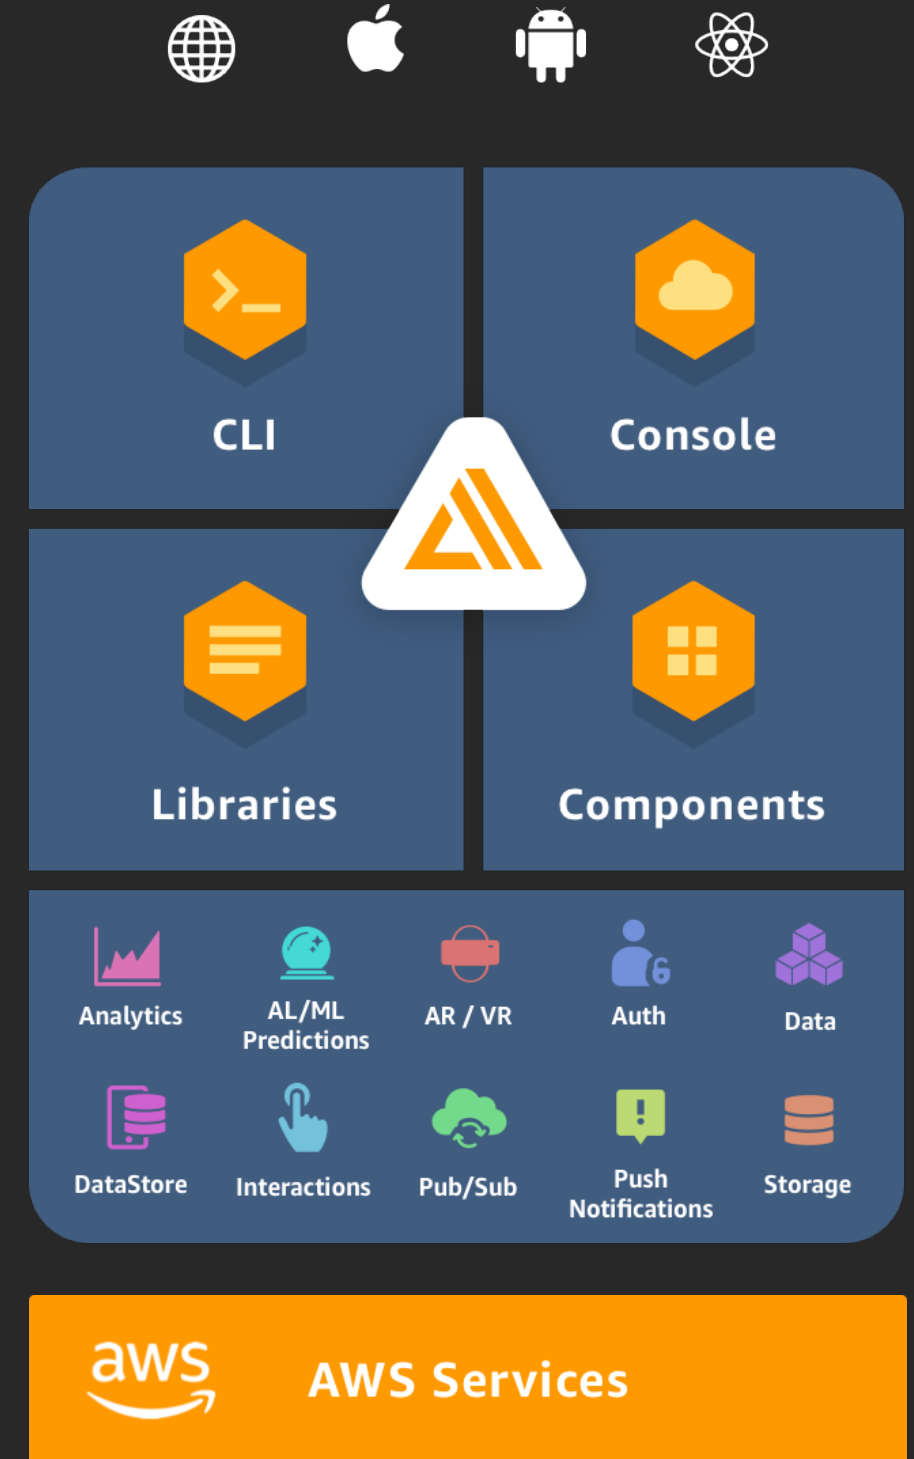 CLI
Console
Libraries
Components
Analytics
AL/ML
Predictions
AR / VR
Auth
Data
DataStore
Interactions
Pub/Sub
Push
Notifications
Storage
aws
AWS Services